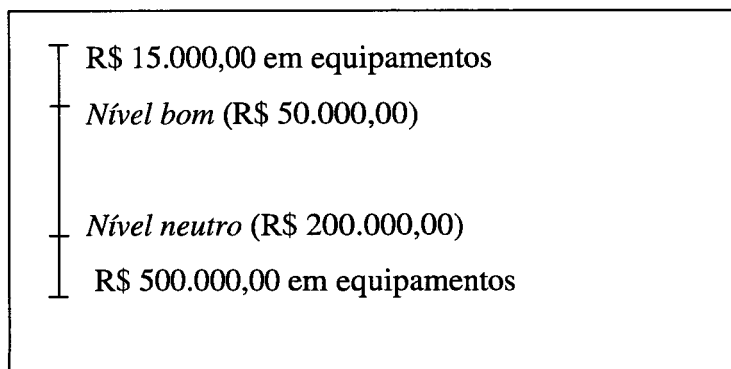 R$ 15.000,00 em equipamentos
Nível bom (R$ 50.000,00)
Nível neutro (R$ 200.000,00)
R$ 500.000,00 em equipamentos